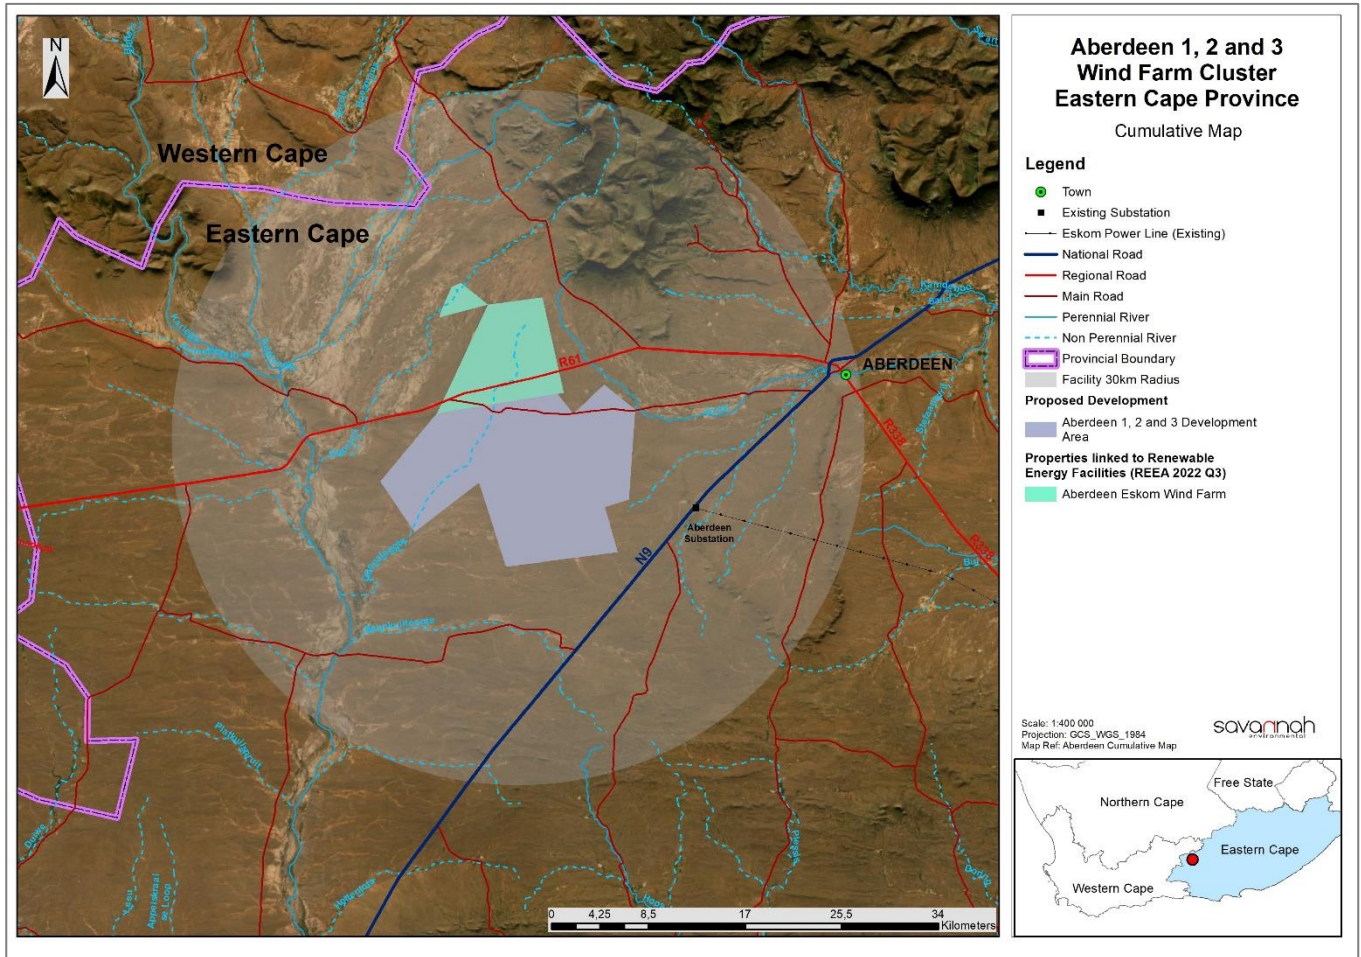 N
Western Cape
Eastern Cape
R61
ABERDEEN
R338
R338
Aberdeen
Substation
N9
Kraai
Hops
Doring
Aberdeen 1, 2 and 3
Wind Farm Cluster
Eastern Cape Province
Cumulative Map
Legend
Town
Existing Substation
Eskom Power Line (Existing)
National Road
Regional Road
Main Road
Perennial River
Non Perennial River
Provincial Boundary
Facility 30km Radius
Proposed Development
Aberdeen 1, 2 and 3 Development
Area
Properties linked to Renewable
Energy Facilities (REEA 2022 Q3)
Aberdeen Eskom Wind Farm
Scale: 1:400 000
Projection: GCS_WGS_1984
Map Ref: Aberdeen Cumulative Map
savannah
environmental
Northern Cape
Free State
Eastern Cape
Western Cape
0 4,25 8,5 17 25,5 34
Kilometers